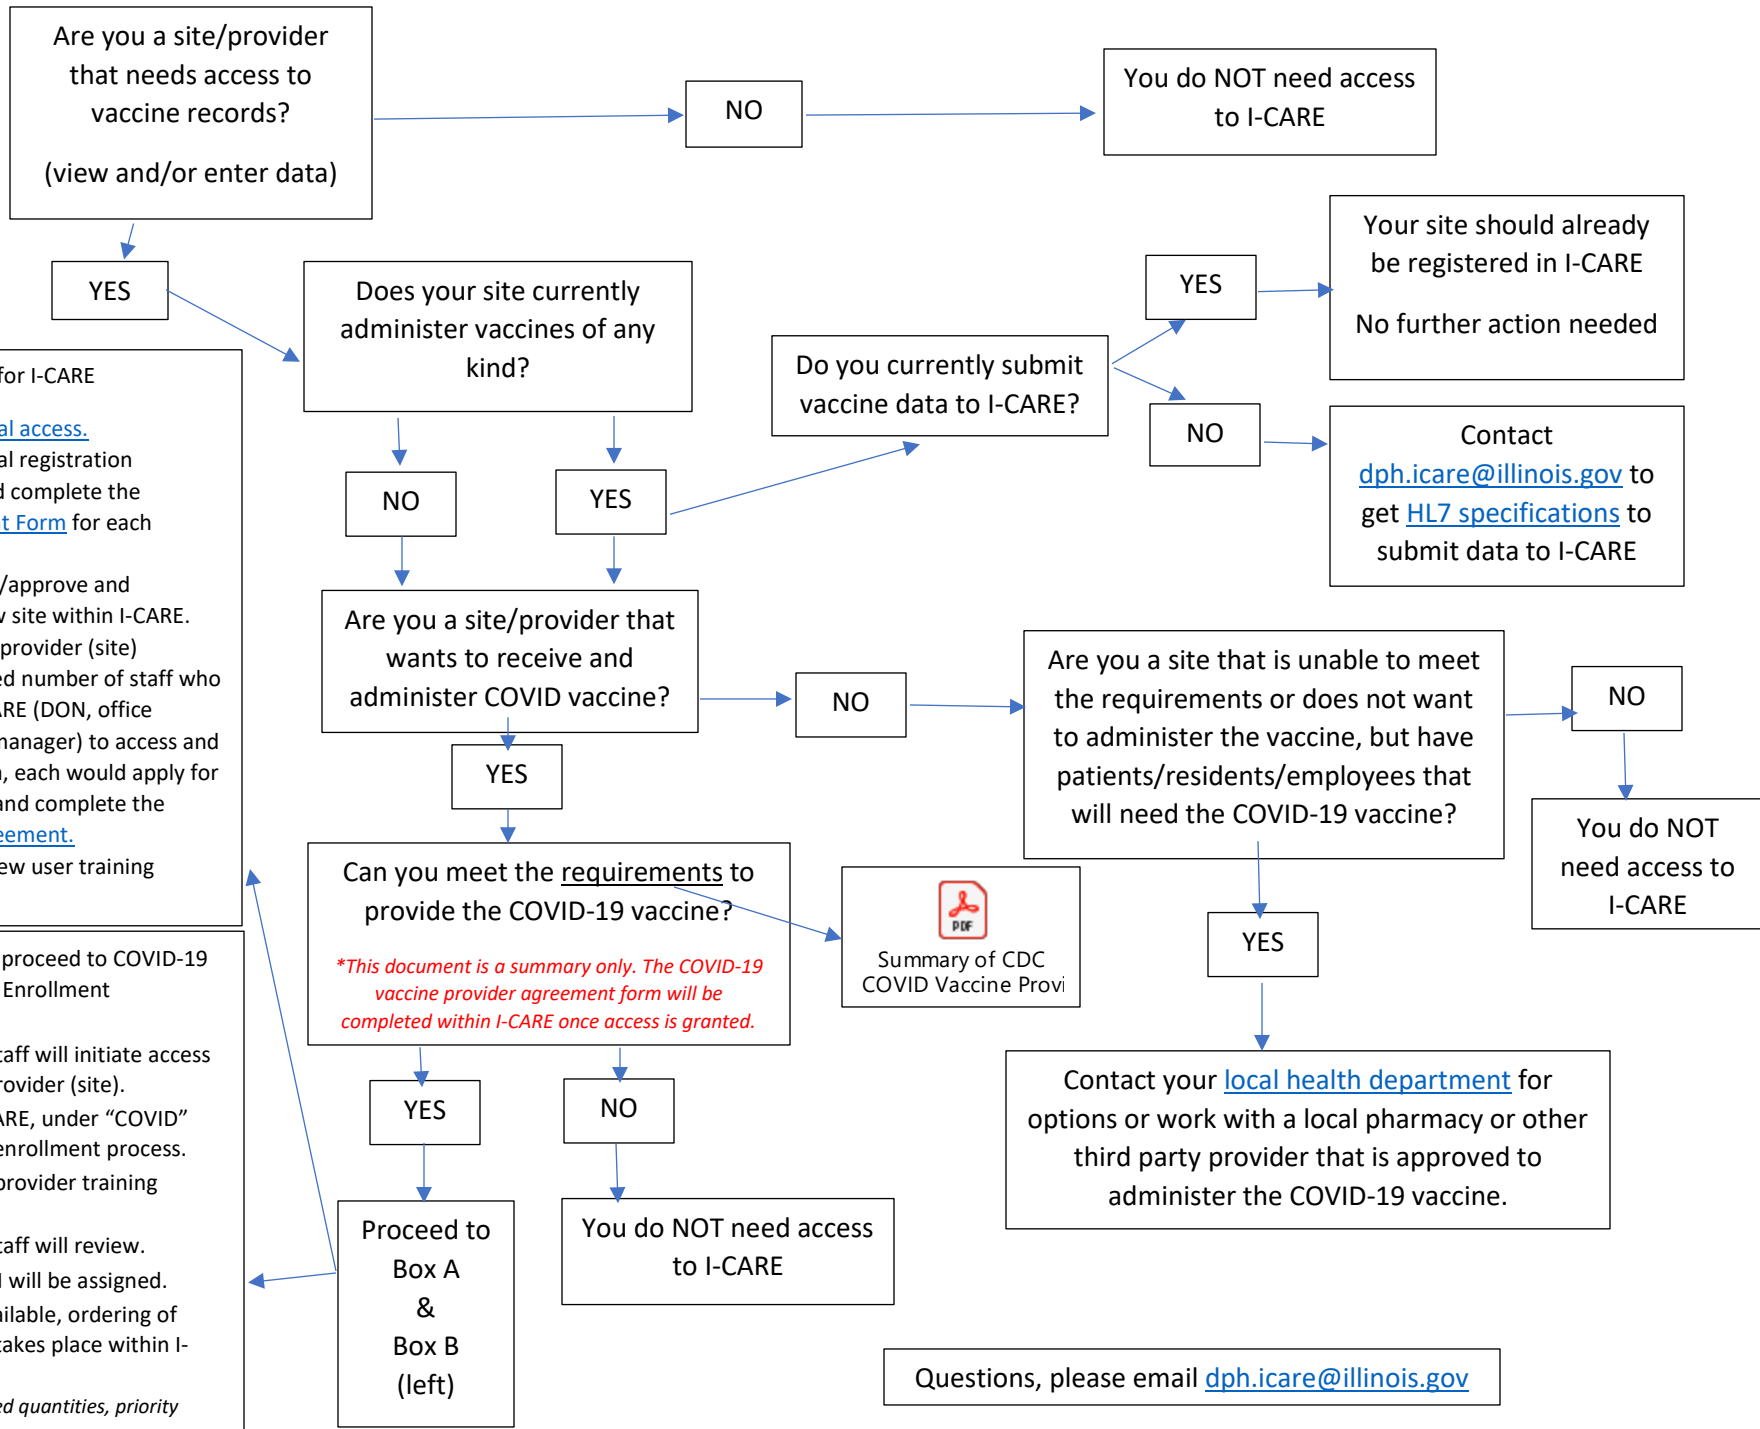 Are you a site/provider
that needs access to
vaccine records?
(view and/or enter data)
NO
You do NOT need access
to I-CARE
YES
Does your site currently
administer vaccines of any
kind?
Do you currently submit
vaccine data to I-CARE?
YES
Your site should already
be registered in I-CARE
No further action needed
NO
Contact
dph.icare@illinois.gov to
get HL7 specifications to
submit data to I-CARE
NO
YES
for I-CARE
al access.
al registration
d complete the
t Form for each
/approve and
w site within I-CARE.
provider (site)
ed number of staff who
ARE (DON, office
manager) to access and
, each would apply for
and complete the
eement.
ew user training
Are you a site/provider that
wants to receive and
administer COVID vaccine?
NO
Are you a site that is unable to meet
the requirements or does not want
to administer the vaccine, but have
patients/residents/employees that
will need the COVID-19 vaccine?
NO
You do NOT
need access to
I-CARE
YES
Can you meet the requirements to
provide the COVID-19 vaccine?
*This document is a summary only. The COVID-19
vaccine provider agreement form will be
completed within I-CARE once access is granted.
PDF
Summary of CDC
COVID Vaccine Provi
YES
Contact your local health department for
options or work with a local pharmacy or other
third party provider that is approved to
administer the COVID-19 vaccine.
proceed to COVID-19
Enrollment
taff will initiate access
rovider (site).
ARE, under “COVID”
enrollment process.
provider training
taff will review.
will be assigned.
ailable, ordering of
takes place within I-
ed quantities, priority
YES
NO
Proceed to
Box A
&
Box B
(left)
You do NOT need access
to I-CARE
Questions, please email dph.icare@illinois.gov